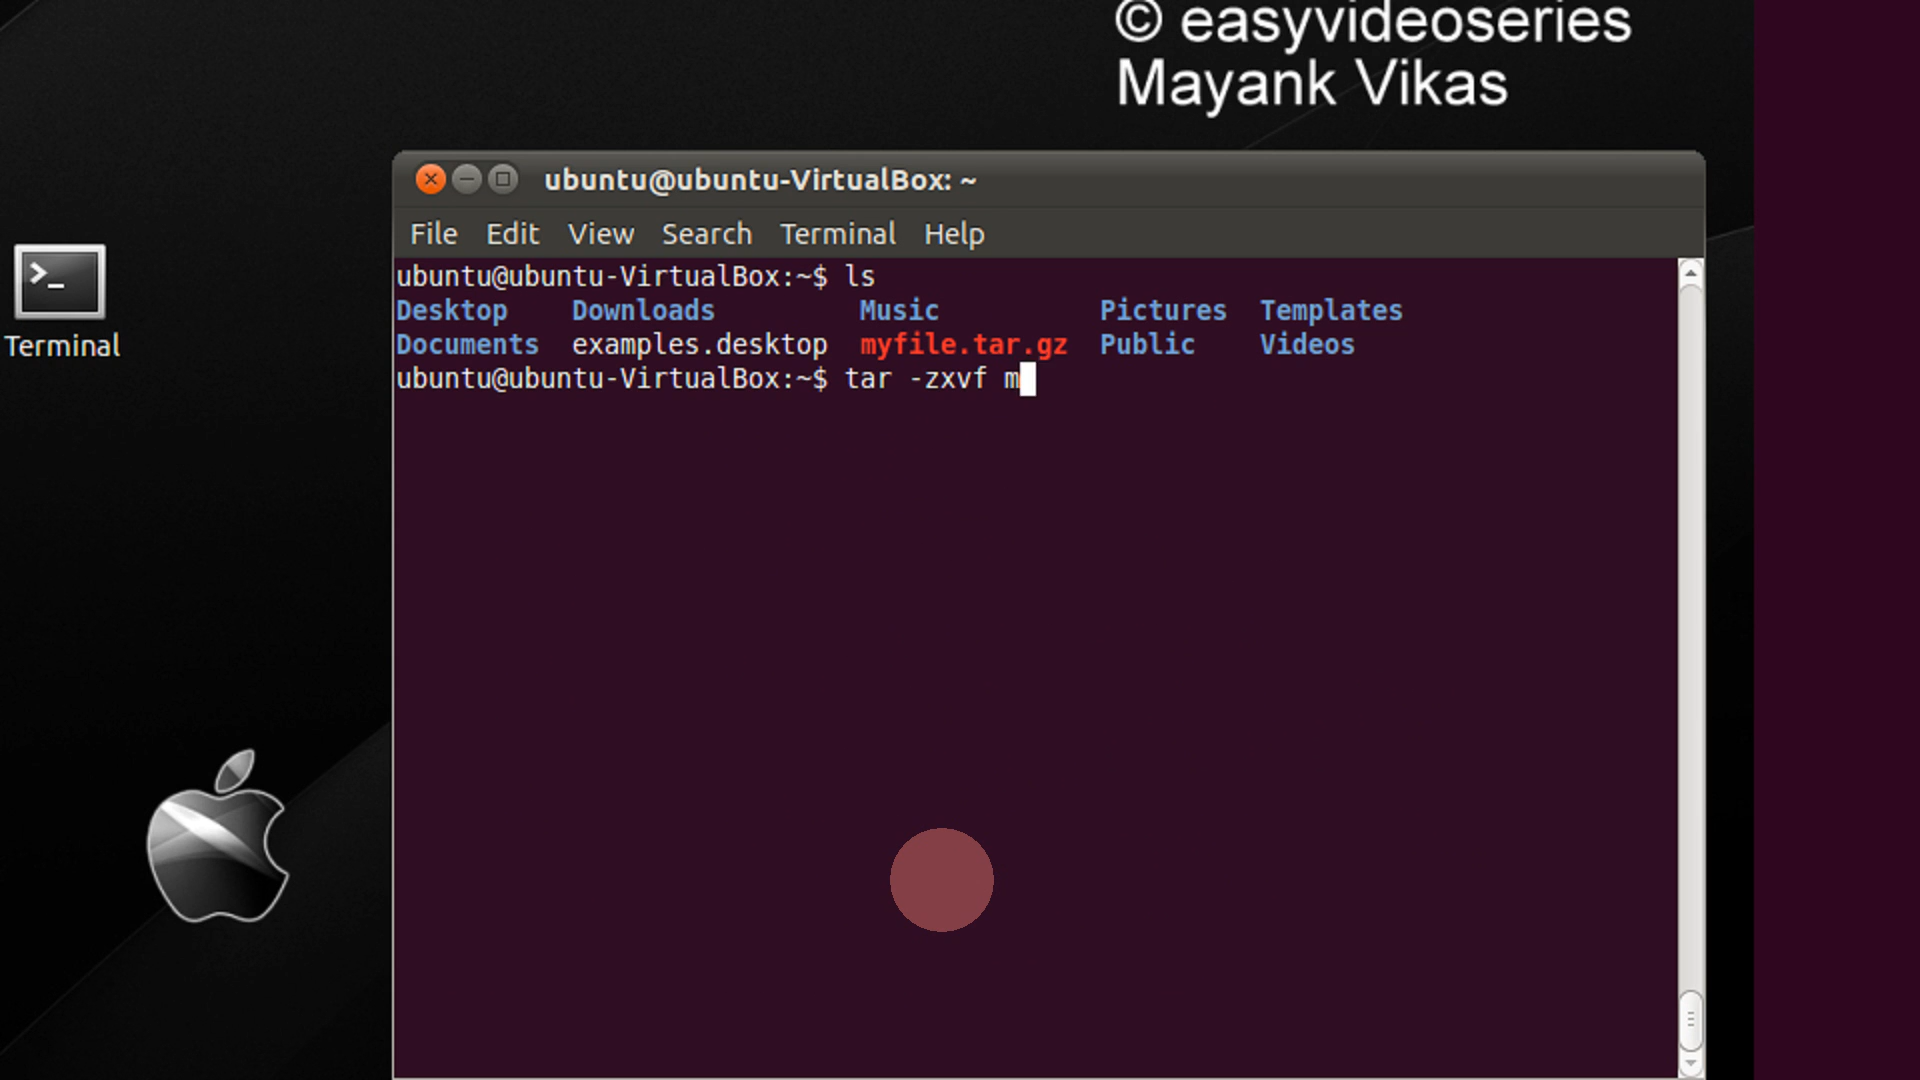 © easyvideoseries
Mayank Vikas
ubuntu@ubuntu-VirtualBox: ~
File Edit View Search Terminal Help
ubuntu@ubuntu-VirtualBox:~$ ls
Desktop Downloads Music Pictures Templates
Documents examples.desktop myfile.tar.gz Public Videos
ubuntu@ubuntu-VirtualBox:~$ tar -zxvf m
Terminal